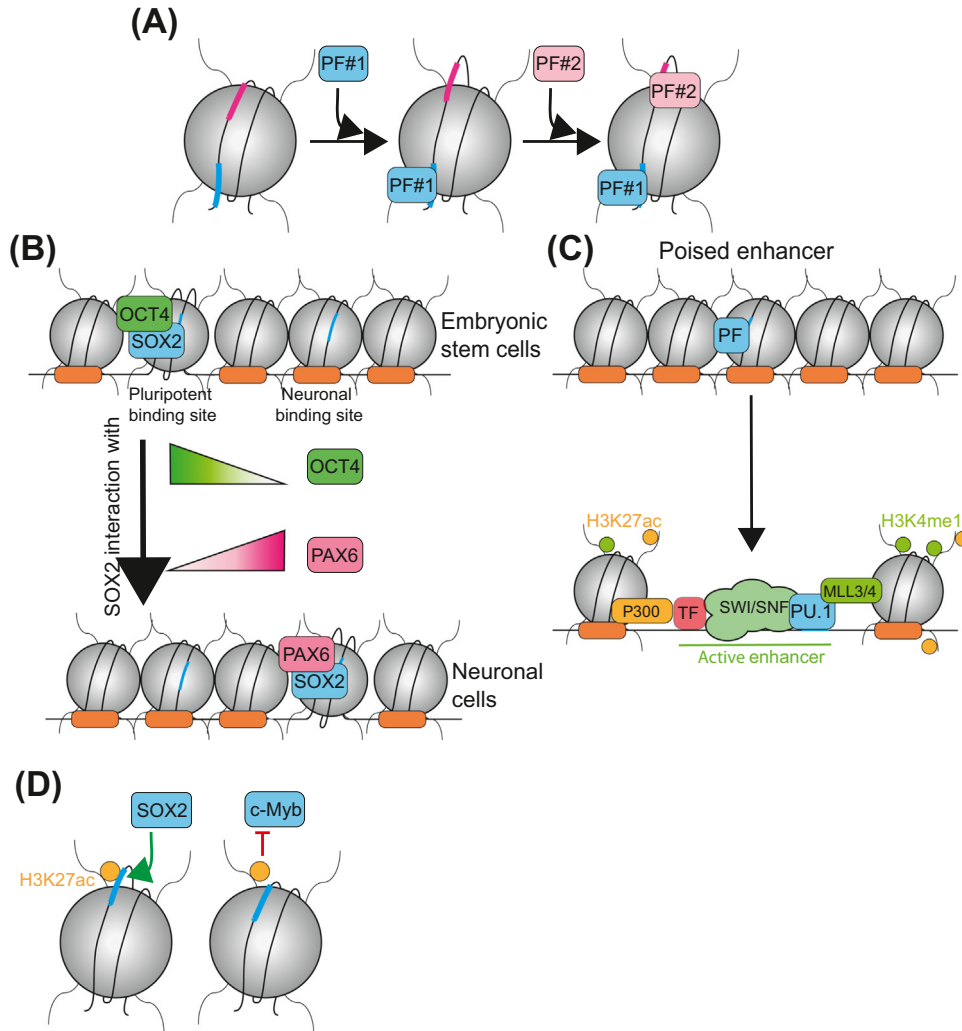 (A)
PF#1
PF#2
PF#2
PF#1
PF#1
(B)
OCT4
SOX2
Embryonic
stem cells
Pluripotent
binding site
Neuronal
binding site
SOX2 interaction with
OCT4
PAX6
PAX6
SOX2
Neuronal
cells
(C)
Poised enhancer
PF
H3K27ac
H3K4me1
P300
TF
SWI/SNF
PU.1
MLL3/4
Active enhancer
(D)
SOX2
c-Myb
H3K27ac